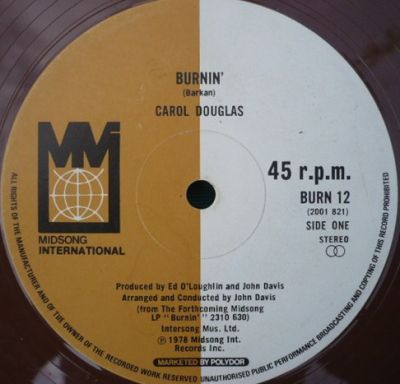 BURNIN'
(Barkan)
CAROL DOUGLAS
MM
MIDSONG
INTERNATIONAL
45 r.p.m.
BURN 12
(2001 821)
SIDE ONE
STEREO
Produced by Ed O'Loughlin and John Davis
Arranged and Conducted by John Davis
(from The Forthcoming Midsong
LP "Burnin'" 2310 630)
Intersong Mus. Ltd.
Ⓟ 1978 Midsong Int. Recs Inc.
MARKETED BY POLYDOR
ALL RIGHTS OF THE MANUFACTURER AND OF THE OWNER OF THE RECORDED WORK RESERVED UNAUTHORISED PUBLIC PERFORMANCE BROADCASTING AND COPYING OF THIS RECORD PROHIBITED